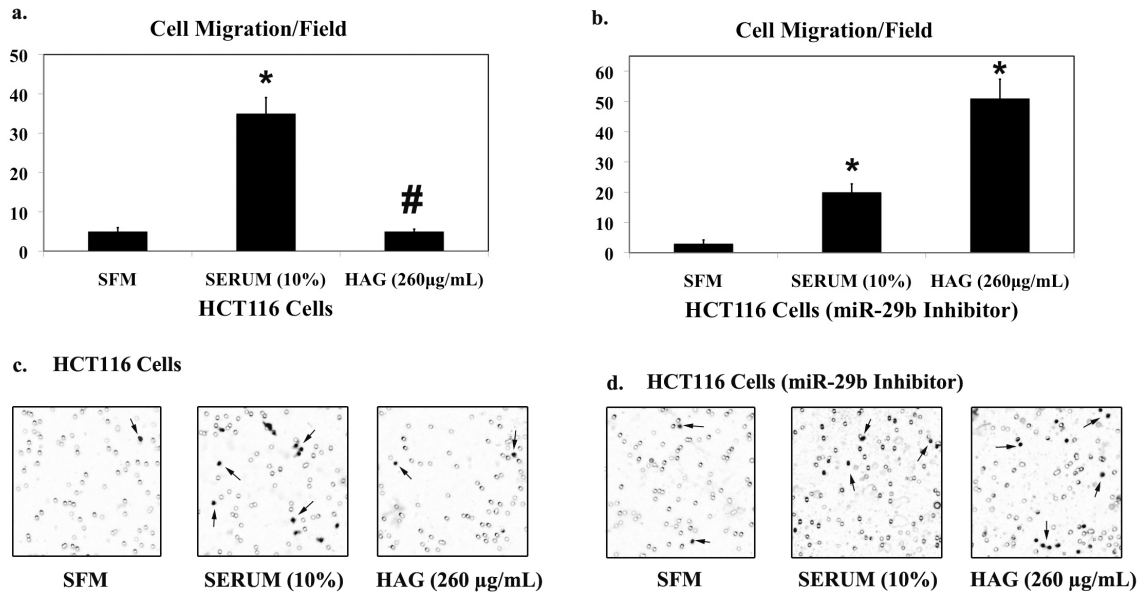 a.
Cell Migration/Field
50
40
30
20
10
0
*
#
SFM SERUM (10%) HAG (260µg/mL)
HCT116 Cells
b.
Cell Migration/Field
60
50
40
30
20
10
0
*
*
SFM SERUM (10%) HAG (260µg/mL)
HCT116 Cells (miR-29b Inhibitor)
c. HCT116 Cells
SFM SERUM (10%) HAG (260 µg/mL)
d. HCT116 Cells (miR-29b Inhibitor)
SFM SERUM (10%) HAG (260 µg/mL)